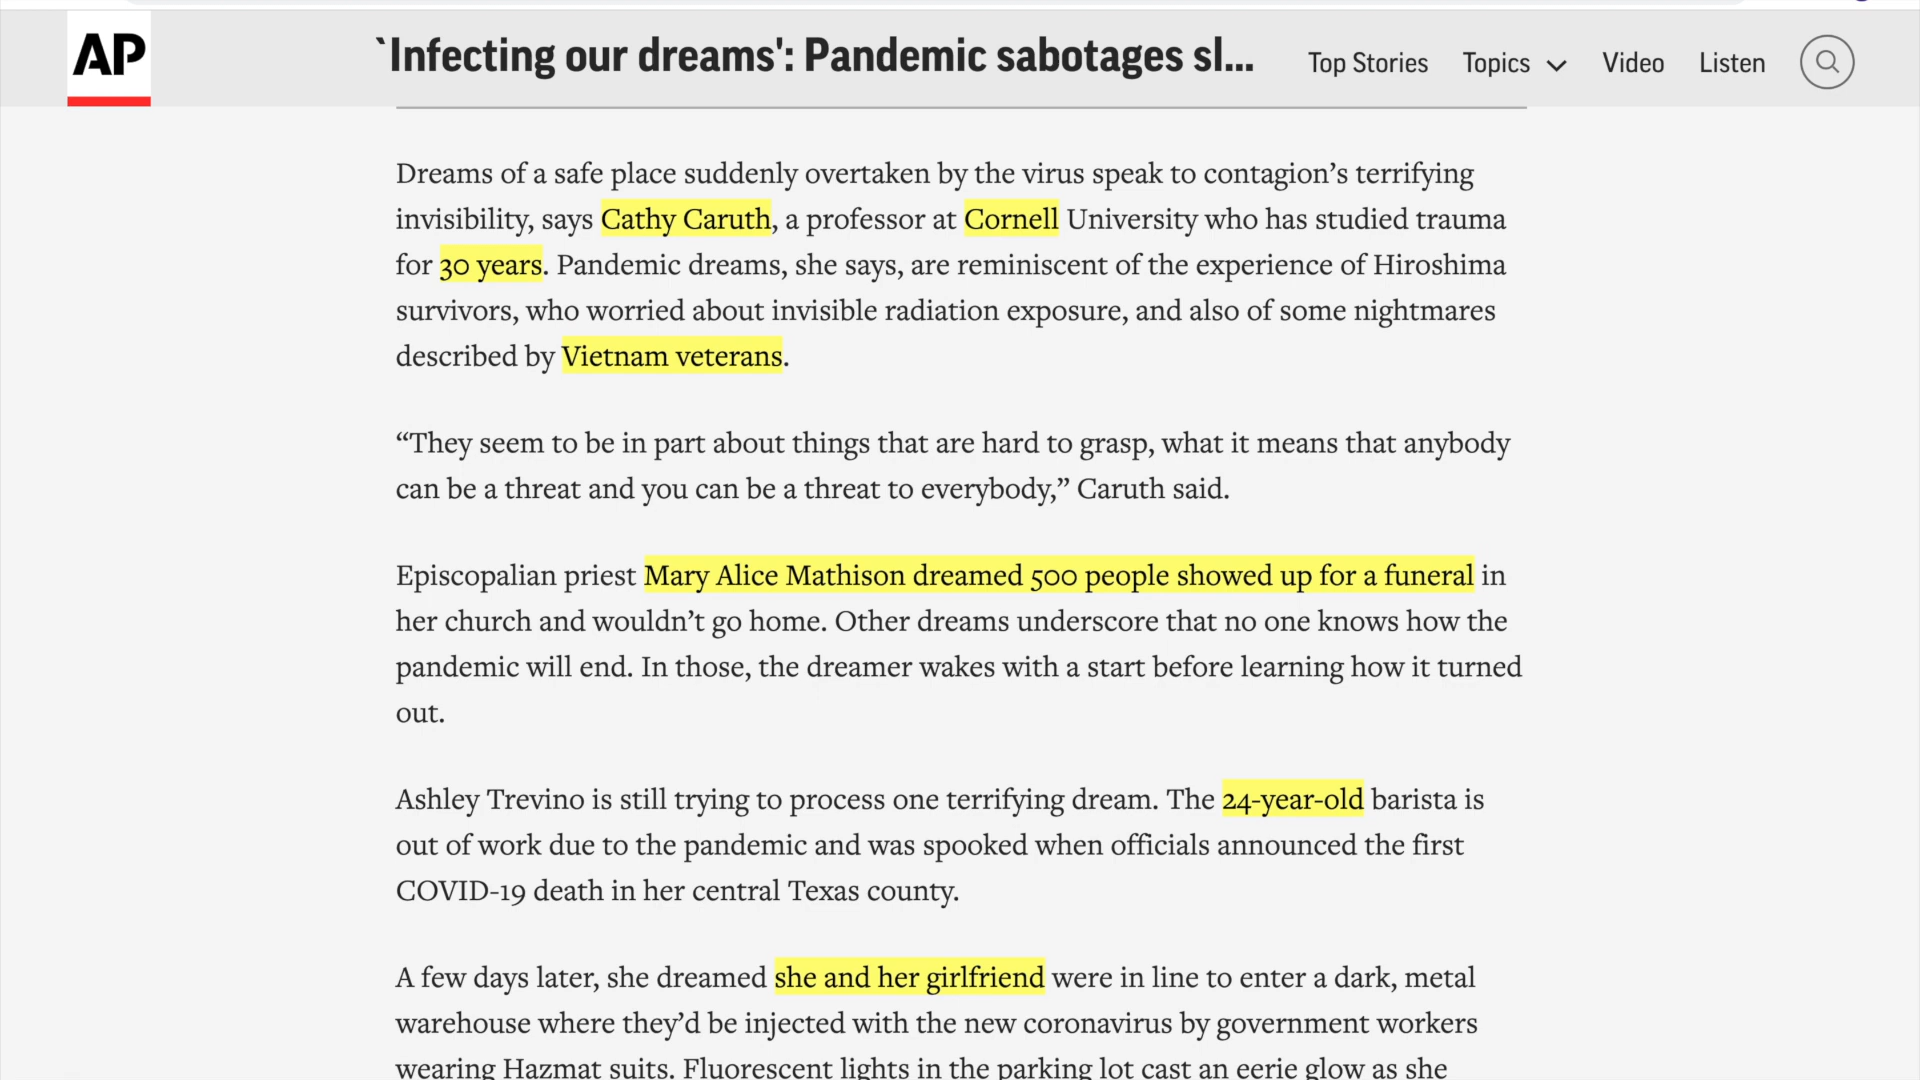 AP
`Infecting our dreams': Pandemic sabotages sl...
Top Stories
Topics
Video
Listen
Dreams of a safe place suddenly overtaken by the virus speak to contagion’s terrifying
invisibility, says Cathy Caruth, a professor at Cornell University who has studied trauma
for 30 years. Pandemic dreams, she says, are reminiscent of the experience of Hiroshima
survivors, who worried about invisible radiation exposure, and also of some nightmares
described by Vietnam veterans.
“They seem to be in part about things that are hard to grasp, what it means that anybody
can be a threat and you can be a threat to everybody,” Caruth said.
Episcopalian priest Mary Alice Mathison dreamed 500 people showed up for a funeral in
her church and wouldn’t go home. Other dreams underscore that no one knows how the
pandemic will end. In those, the dreamer wakes with a start before learning how it turned
out.
Ashley Trevino is still trying to process one terrifying dream. The 24-year-old barista is
out of work due to the pandemic and was spooked when officials announced the first
COVID-19 death in her central Texas county.
A few days later, she dreamed she and her girlfriend were in line to enter a dark, metal
warehouse where they’d be injected with the new coronavirus by government workers
wearing Hazmat suits. Fluorescent lights in the parking lot cast an eerie glow as she